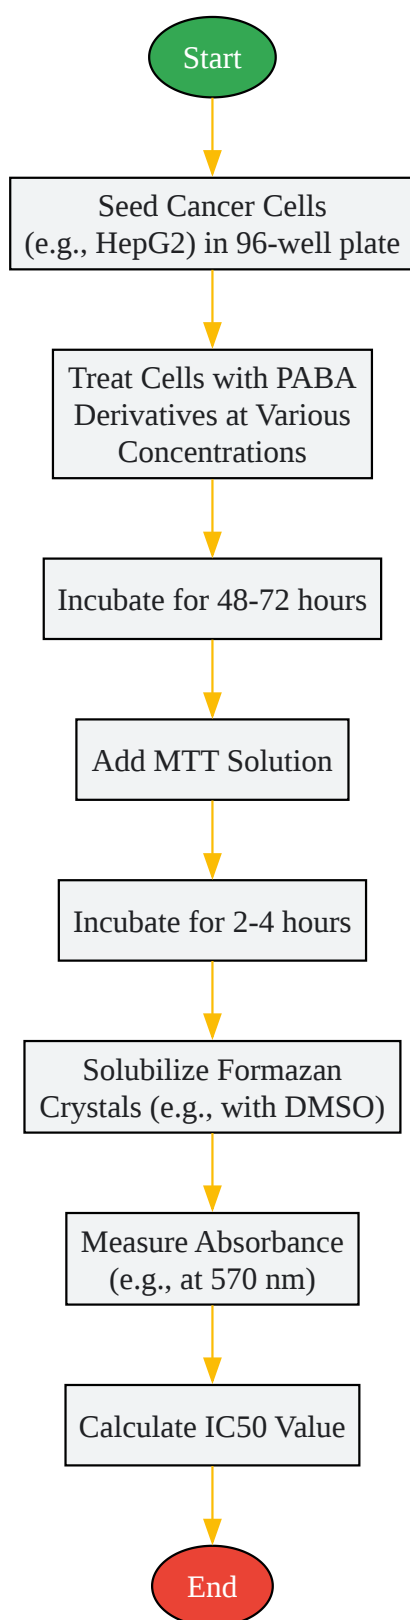 Start
Seed Cancer Cells
(e.g., HepG2) in 96-well plate
Treat Cells with PABA
Derivatives at Various
Concentrations
Incubate for 48-72 hours
Add MTT Solution
Incubate for 2-4 hours
Solubilize Formazan
Crystals (e.g., with DMSO)
Measure Absorbance
(e.g., at 570 nm)
Calculate IC50 Value
End